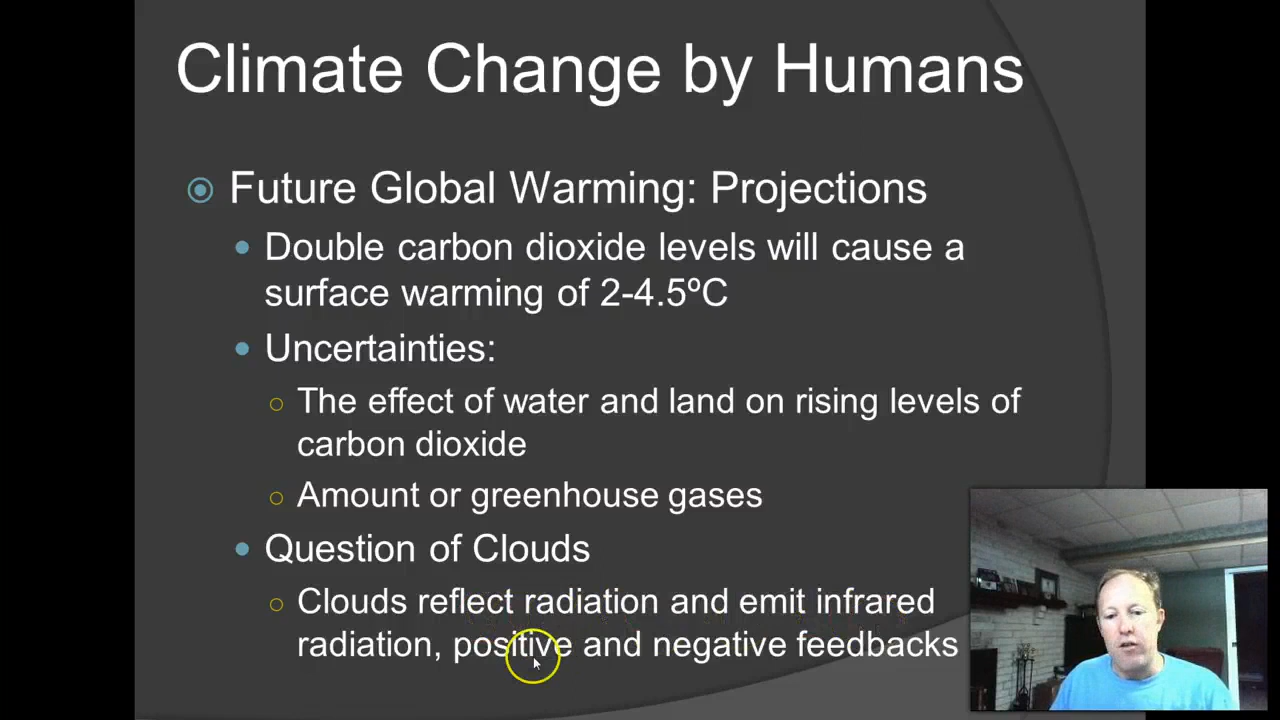 Climate Change by Humans
Future Global Warming: Projections
Double carbon dioxide levels will cause a
surface warming of 2-4.5ºC
Uncertainties:
The effect of water and land on rising levels of
carbon dioxide
Amount or greenhouse gases
Question of Clouds
Clouds reflect radiation and emit infrared
radiation, positive and negative feedbacks